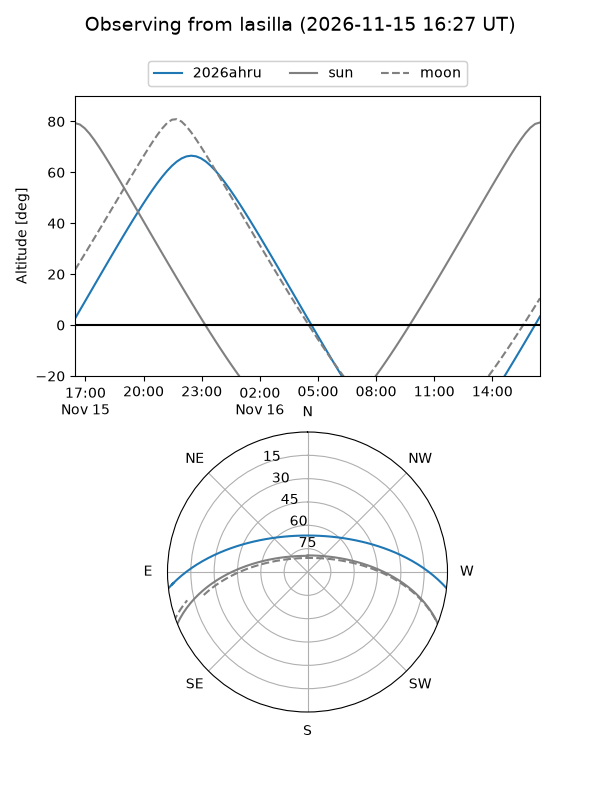 Observing from lasilla (2026-11-15 16:27 UT)
2026ahru sun moon
80
60
40
20
0
−20
Altitude [deg]
17:00 20:00 23:00 02:00 05:00 08:00 11:00 14:00
Nov 15 Nov 16
N
NE NW
15
30
45
60
75
E W
SE SW
S